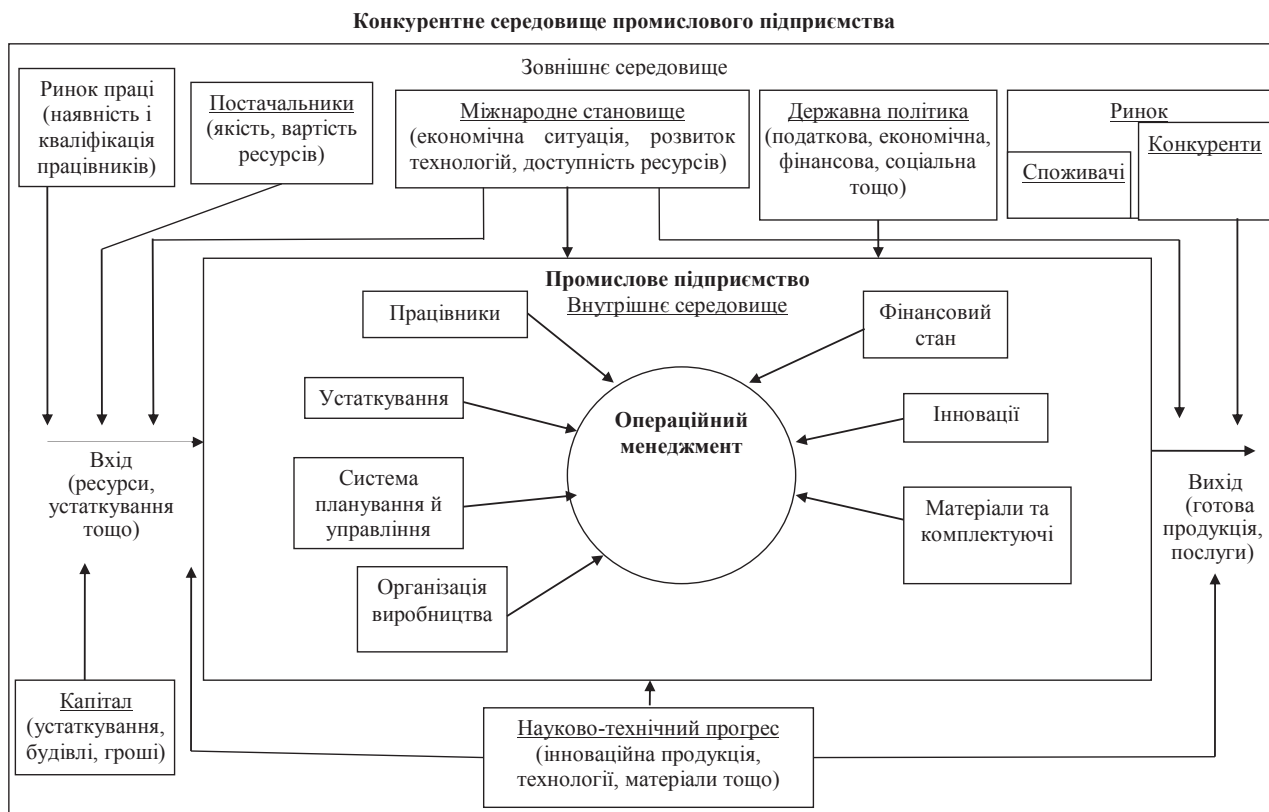 Конкурентне середовище промислового підприємства
Зовнішнє середовище
Ринок праці
(наявність і
кваліфікація
працівників)
Постачальники
(якість, вартість
ресурсів)
Міжнародне становище
(економічна ситуація, розвиток
технологій, доступність ресурсів)
Державна політика
(податкова, економічна,
фінансова, соціальна
тощо)
Ринок
Конкуренти
Споживачі
Промислове підприємство
Внутрішнє середовище
Працівники
Фінансовий
стан
Устаткування
Операційний
менеджмент
Інновації
Система
планування й
управління
Матеріали та
комплектуючі
Організація
виробництва
Вхід
(ресурси,
устаткування
тощо)
Вихід
(готова
продукція,
послуги)
Капітал
(устаткування,
будівлі, гроші)
Науково-технічний прогрес
(інноваційна продукція,
технології, матеріали тощо)